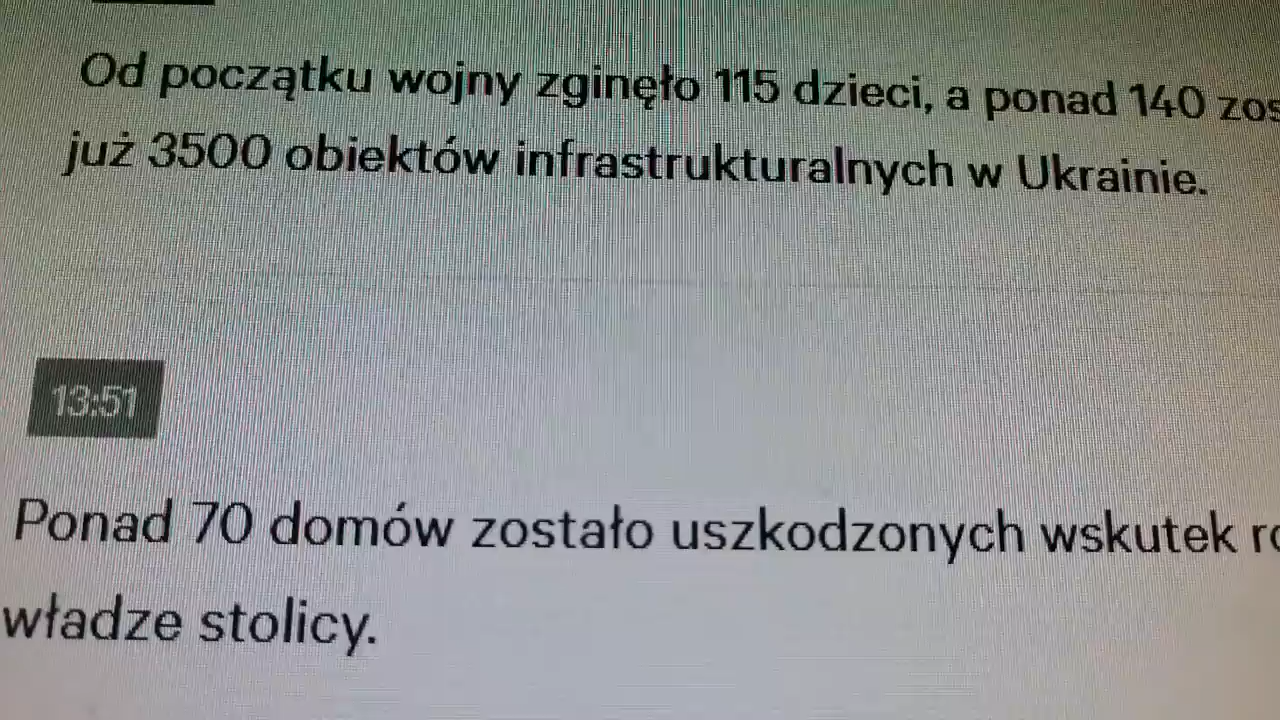 Od początku wojny zginęło 115 dzieci, a ponad 140
już 3500 obiektów infrastrukturalnych w Ukrainie.
13:51
Ponad 70 domów zostało uszkodzonych wskutek
władze stolicy.